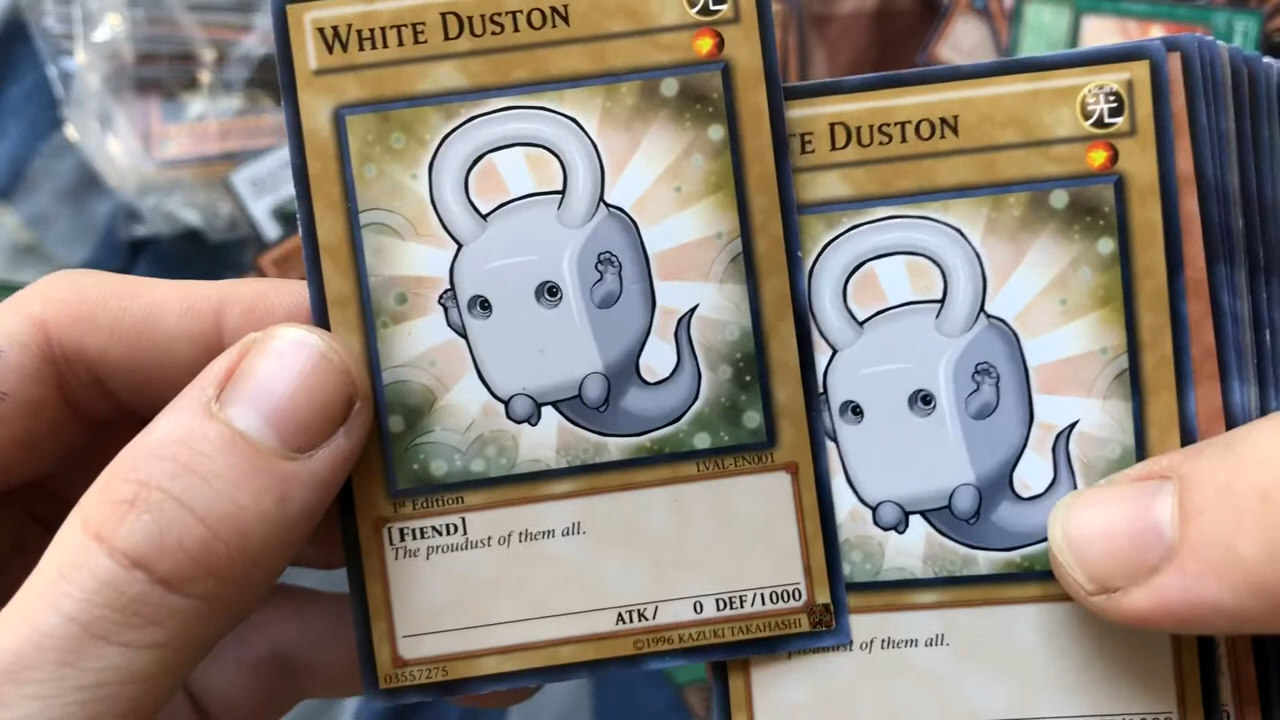 WHITE DUSTON
光
LVAL-EN001
1st Edition
[FIEND]
The proudust of them all.
ATK/ 0 DEF/1000
©1996 KAZUKI TAKAHASHI
03557275
TE DUSTON
LIGHT
光
of them all.